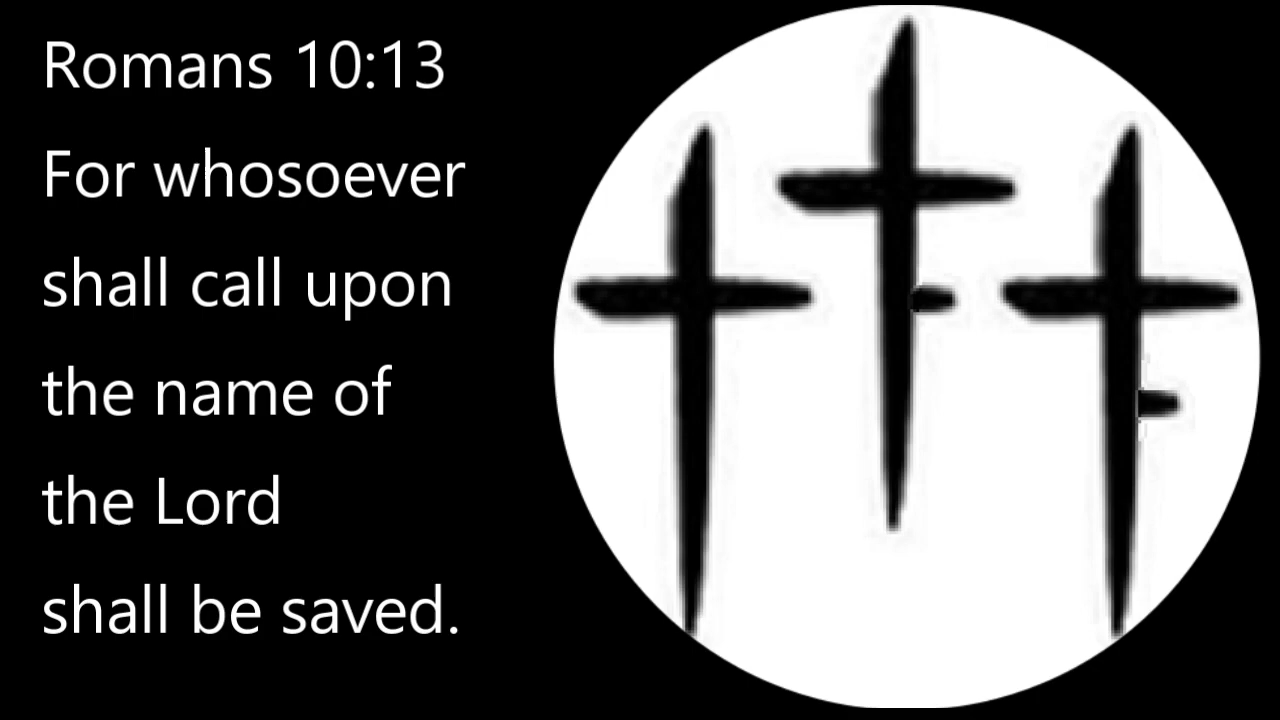 Romans 10:13
For whosoever
shall call upon
the name of
the Lord
shall be saved.